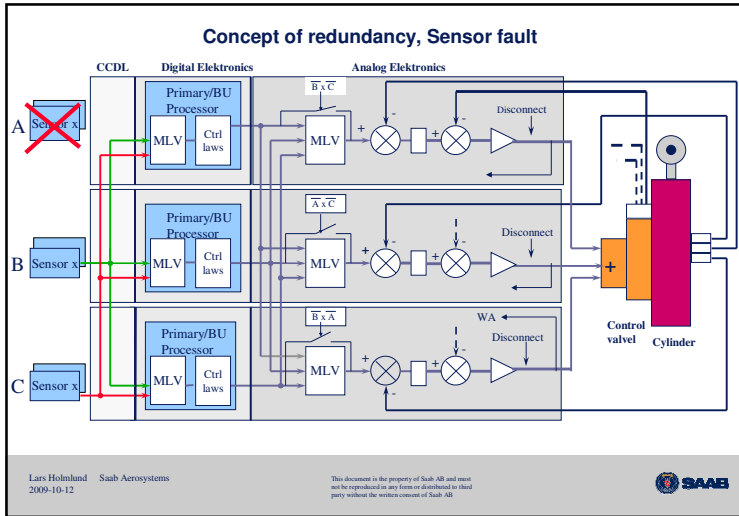 Concept of redundancy, Sensor fault
CCDL Digital Elektronics Analog Elektronics
A
Sensor x
Primary/BU
Processor
MLV
Ctrl
laws
B x C
MLV
+
-
+
-
Disconnect
B
Sensor x
Primary/BU
Processor
MLV
Ctrl
laws
A x C
MLV
+
-
+
-
Disconnect
C
Sensor x
Primary/BU
Processor
MLV
Ctrl
laws
B x A
MLV
+
-
+
-
WA
Disconnect
+
Control
valvel
Cylinder
Lars Holmlund Saab Aerosystems
2009-10-12
This document is the property of Saab AB and must
not be reproduced in any form or distributed to third
party without the written consent of Saab AB
SAAB